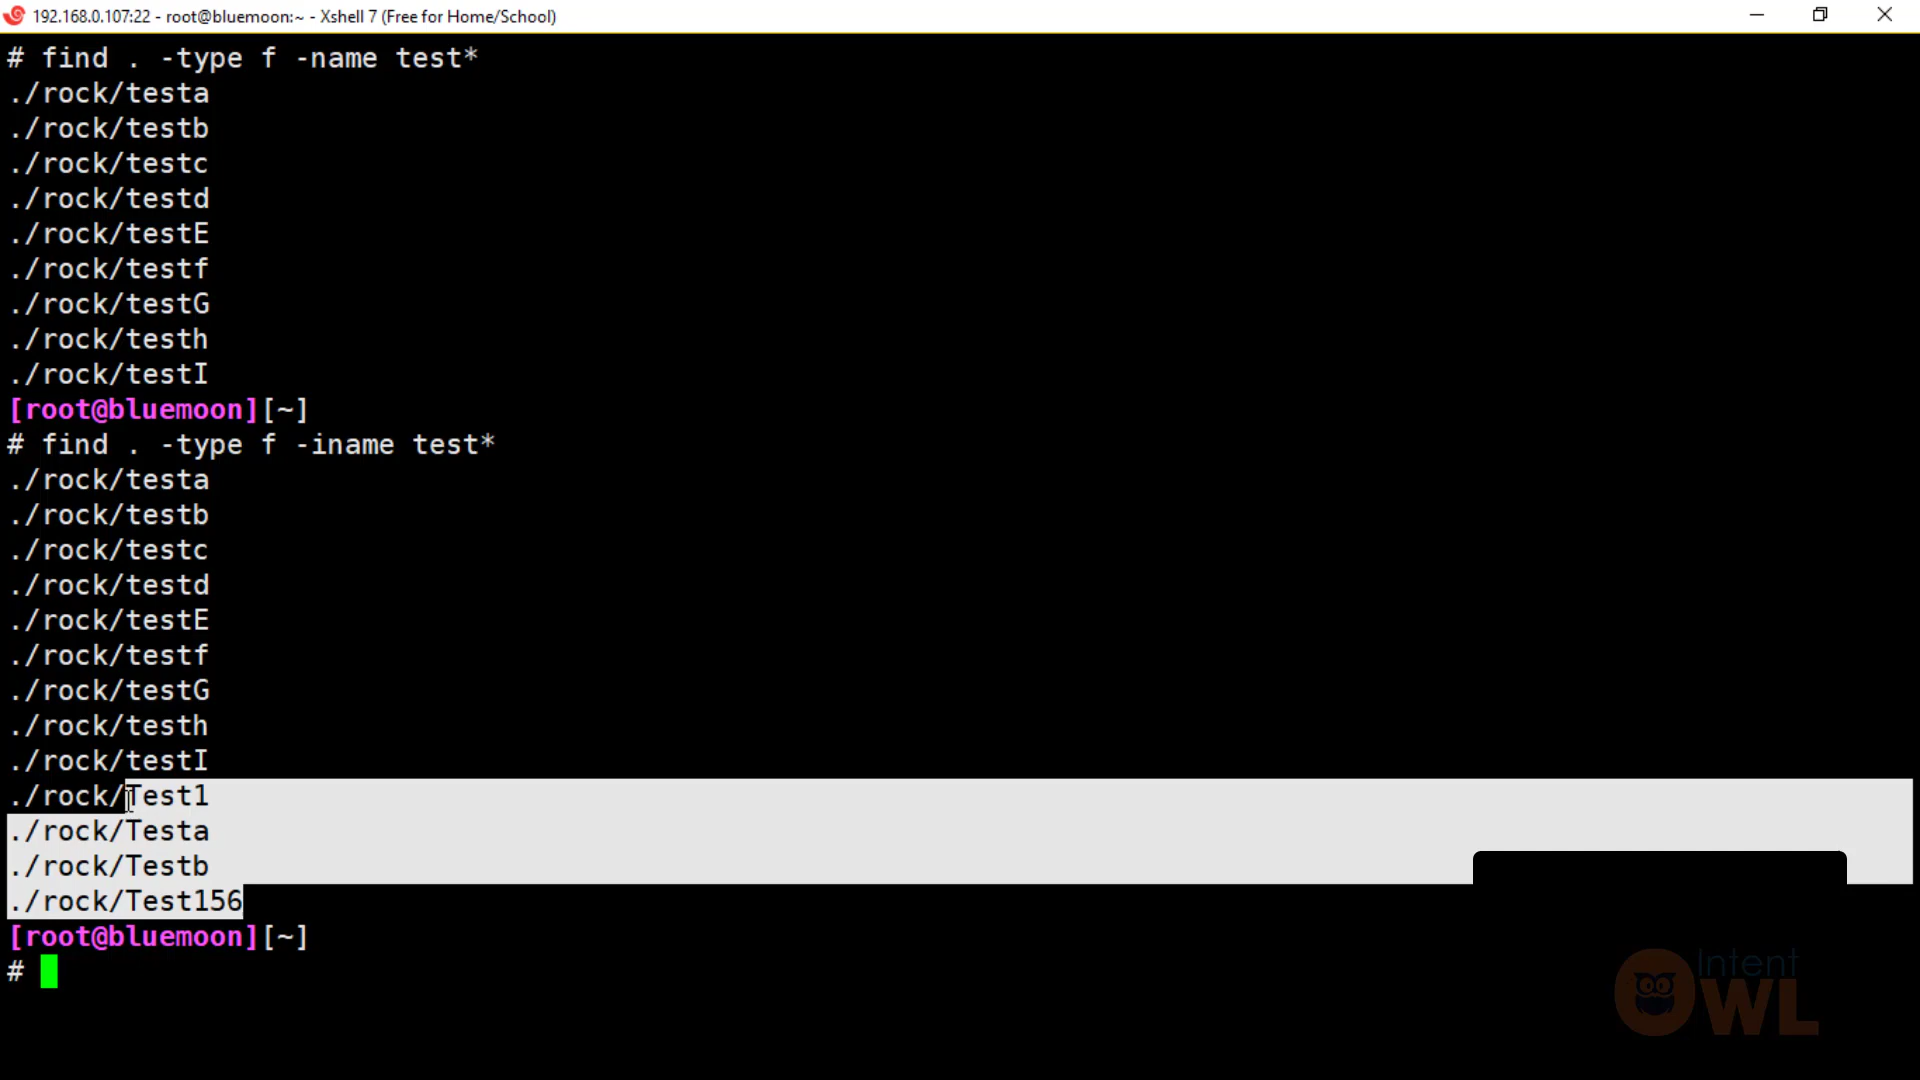 192.168.0.107:22 - root@bluemoon:~ - Xshell 7 (Free for Home/School)
# find . -type f -name test*
./rock/testa
./rock/testb
./rock/testc
./rock/testd
./rock/testE
./rock/testf
./rock/testG
./rock/testh
./rock/testI
[root@bluemoon][~]
# find . -type f -iname test*
./rock/testa
./rock/testb
./rock/testc
./rock/testd
./rock/testE
./rock/testf
./rock/testG
./rock/testh
./rock/testI
./rock/Test1
./rock/Testa
./rock/Testb
./rock/Test156
[root@bluemoon][~]
#
Intent
OWL